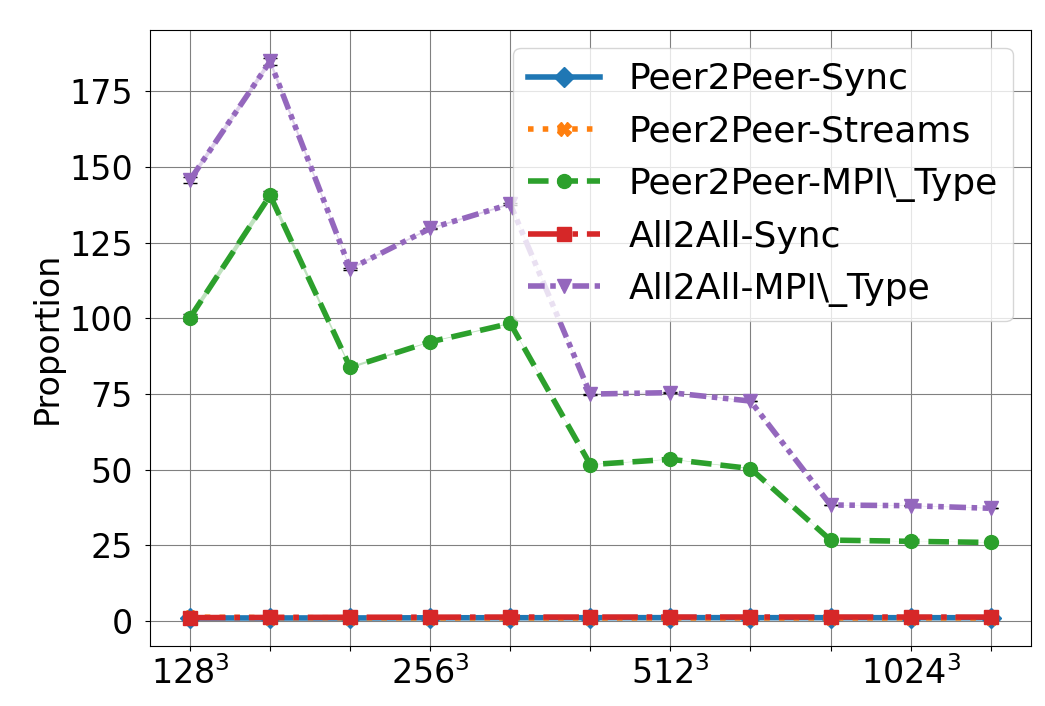 Proportion
175
150
125
100
75
50
25
0
128³
256³
512³
1024³
Peer2Peer-Sync
Peer2Peer-Streams
Peer2Peer-MPI\_Type
All2All-Sync
All2All-MPI\_Type